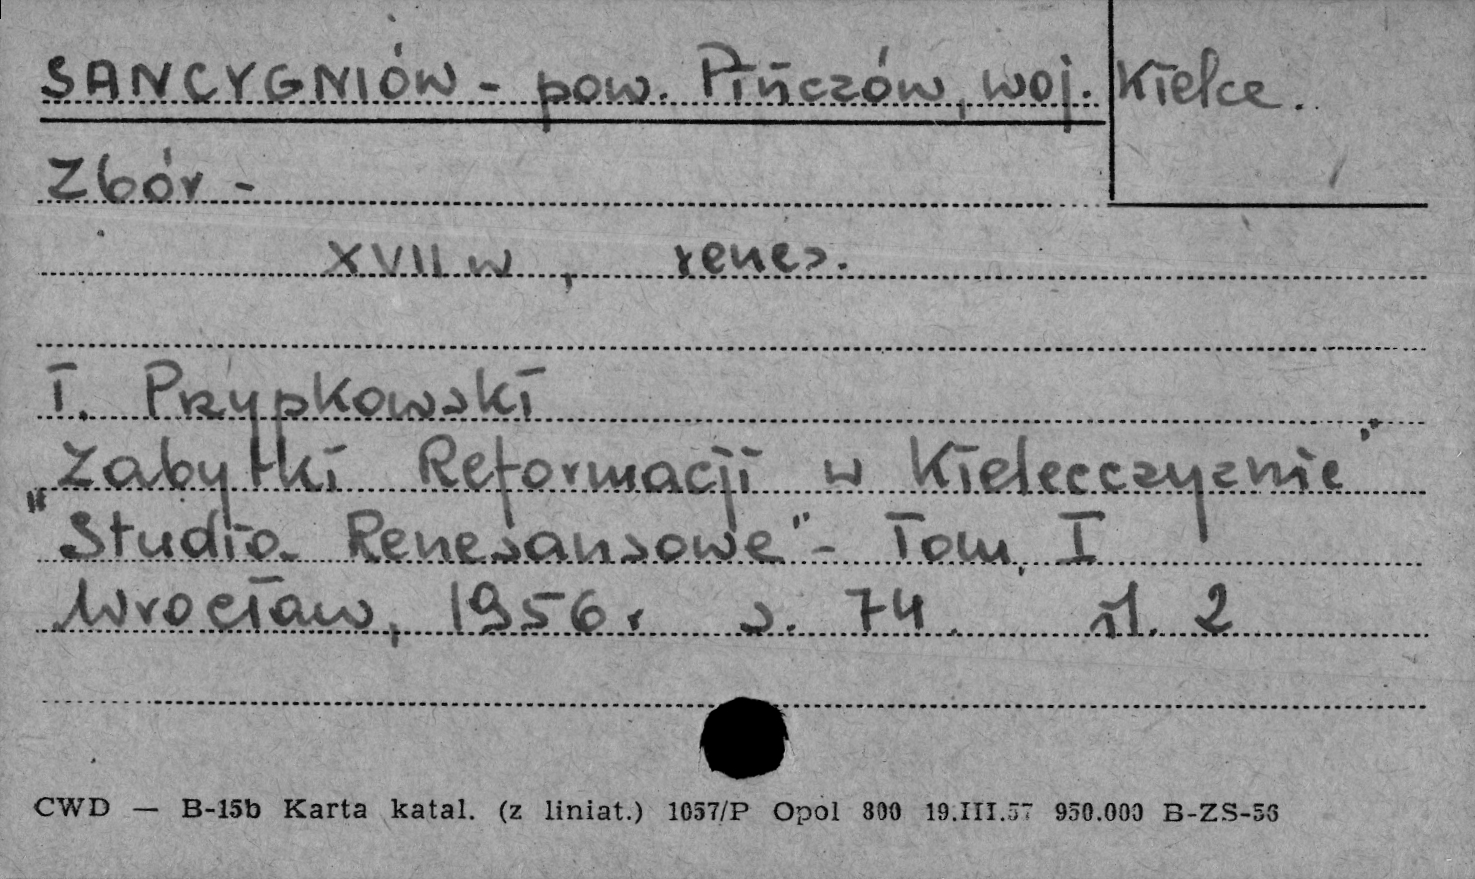 SANCYGNIÓW - pow. Pińczów, woj. Kielce.
Zbór -
XVII w , renes.
T. Przypkowski
Zabytki Reformacji w Kielecczyznie"
"Studia Renesansowe" - Tom, I
Wrocław, 1956 r s. 74. il. 2
CWD — B-15b Karta katal. (z liniat.) 1057/P Opol 800 19.III.57 950.000 B-ZS-56